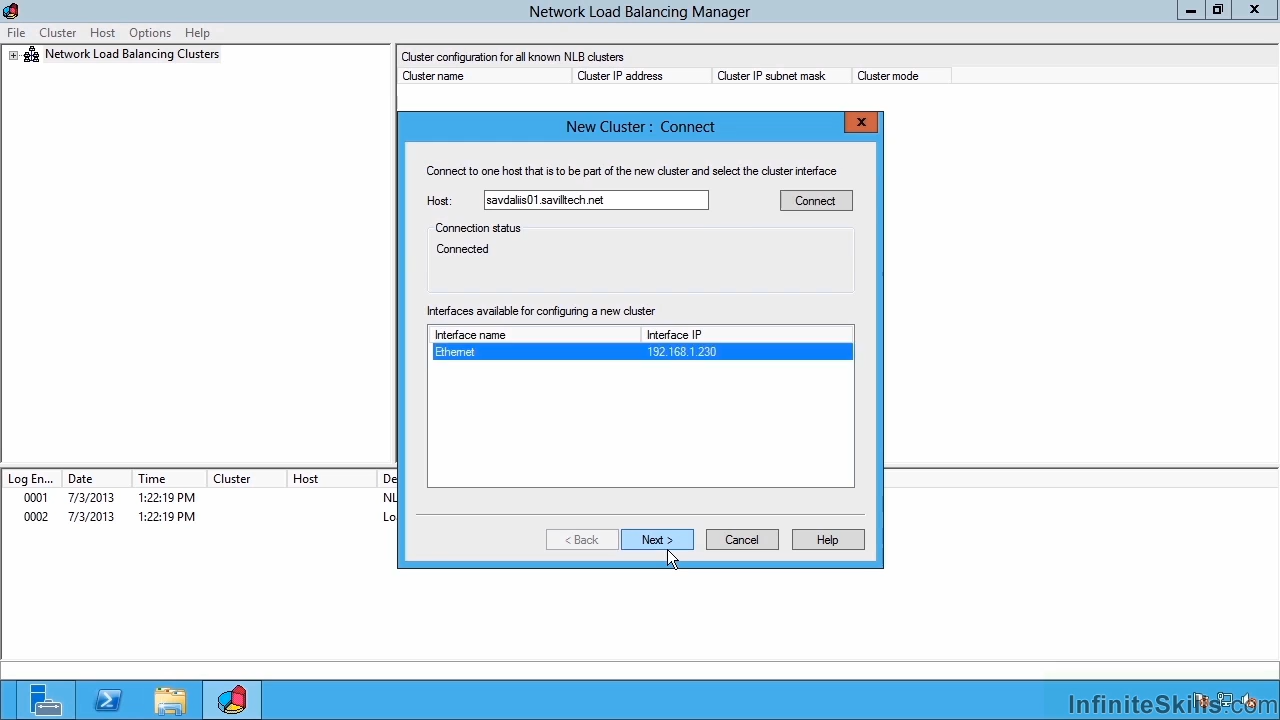 Network Load Balancing Manager
File Cluster Host Options Help
Network Load Balancing Clusters
Cluster configuration for all known NLB clusters
Cluster name Cluster IP address Cluster IP subnet mask Cluster mode
New Cluster : Connect
x
Connect to one host that is to be part of the new cluster and select the cluster interface
Host: savdaliis01.savilltech.net Connect
Connection status
Connected
Interfaces available for configuring a new cluster
Interface name Interface IP
Ethernet 192.168.1.230
< Back Next > Cancel Help
Log En... Date Time Cluster Host De
0001 7/3/2013 1:22:19 PM NL
0002 7/3/2013 1:22:19 PM Lo
InfiniteSkills.com